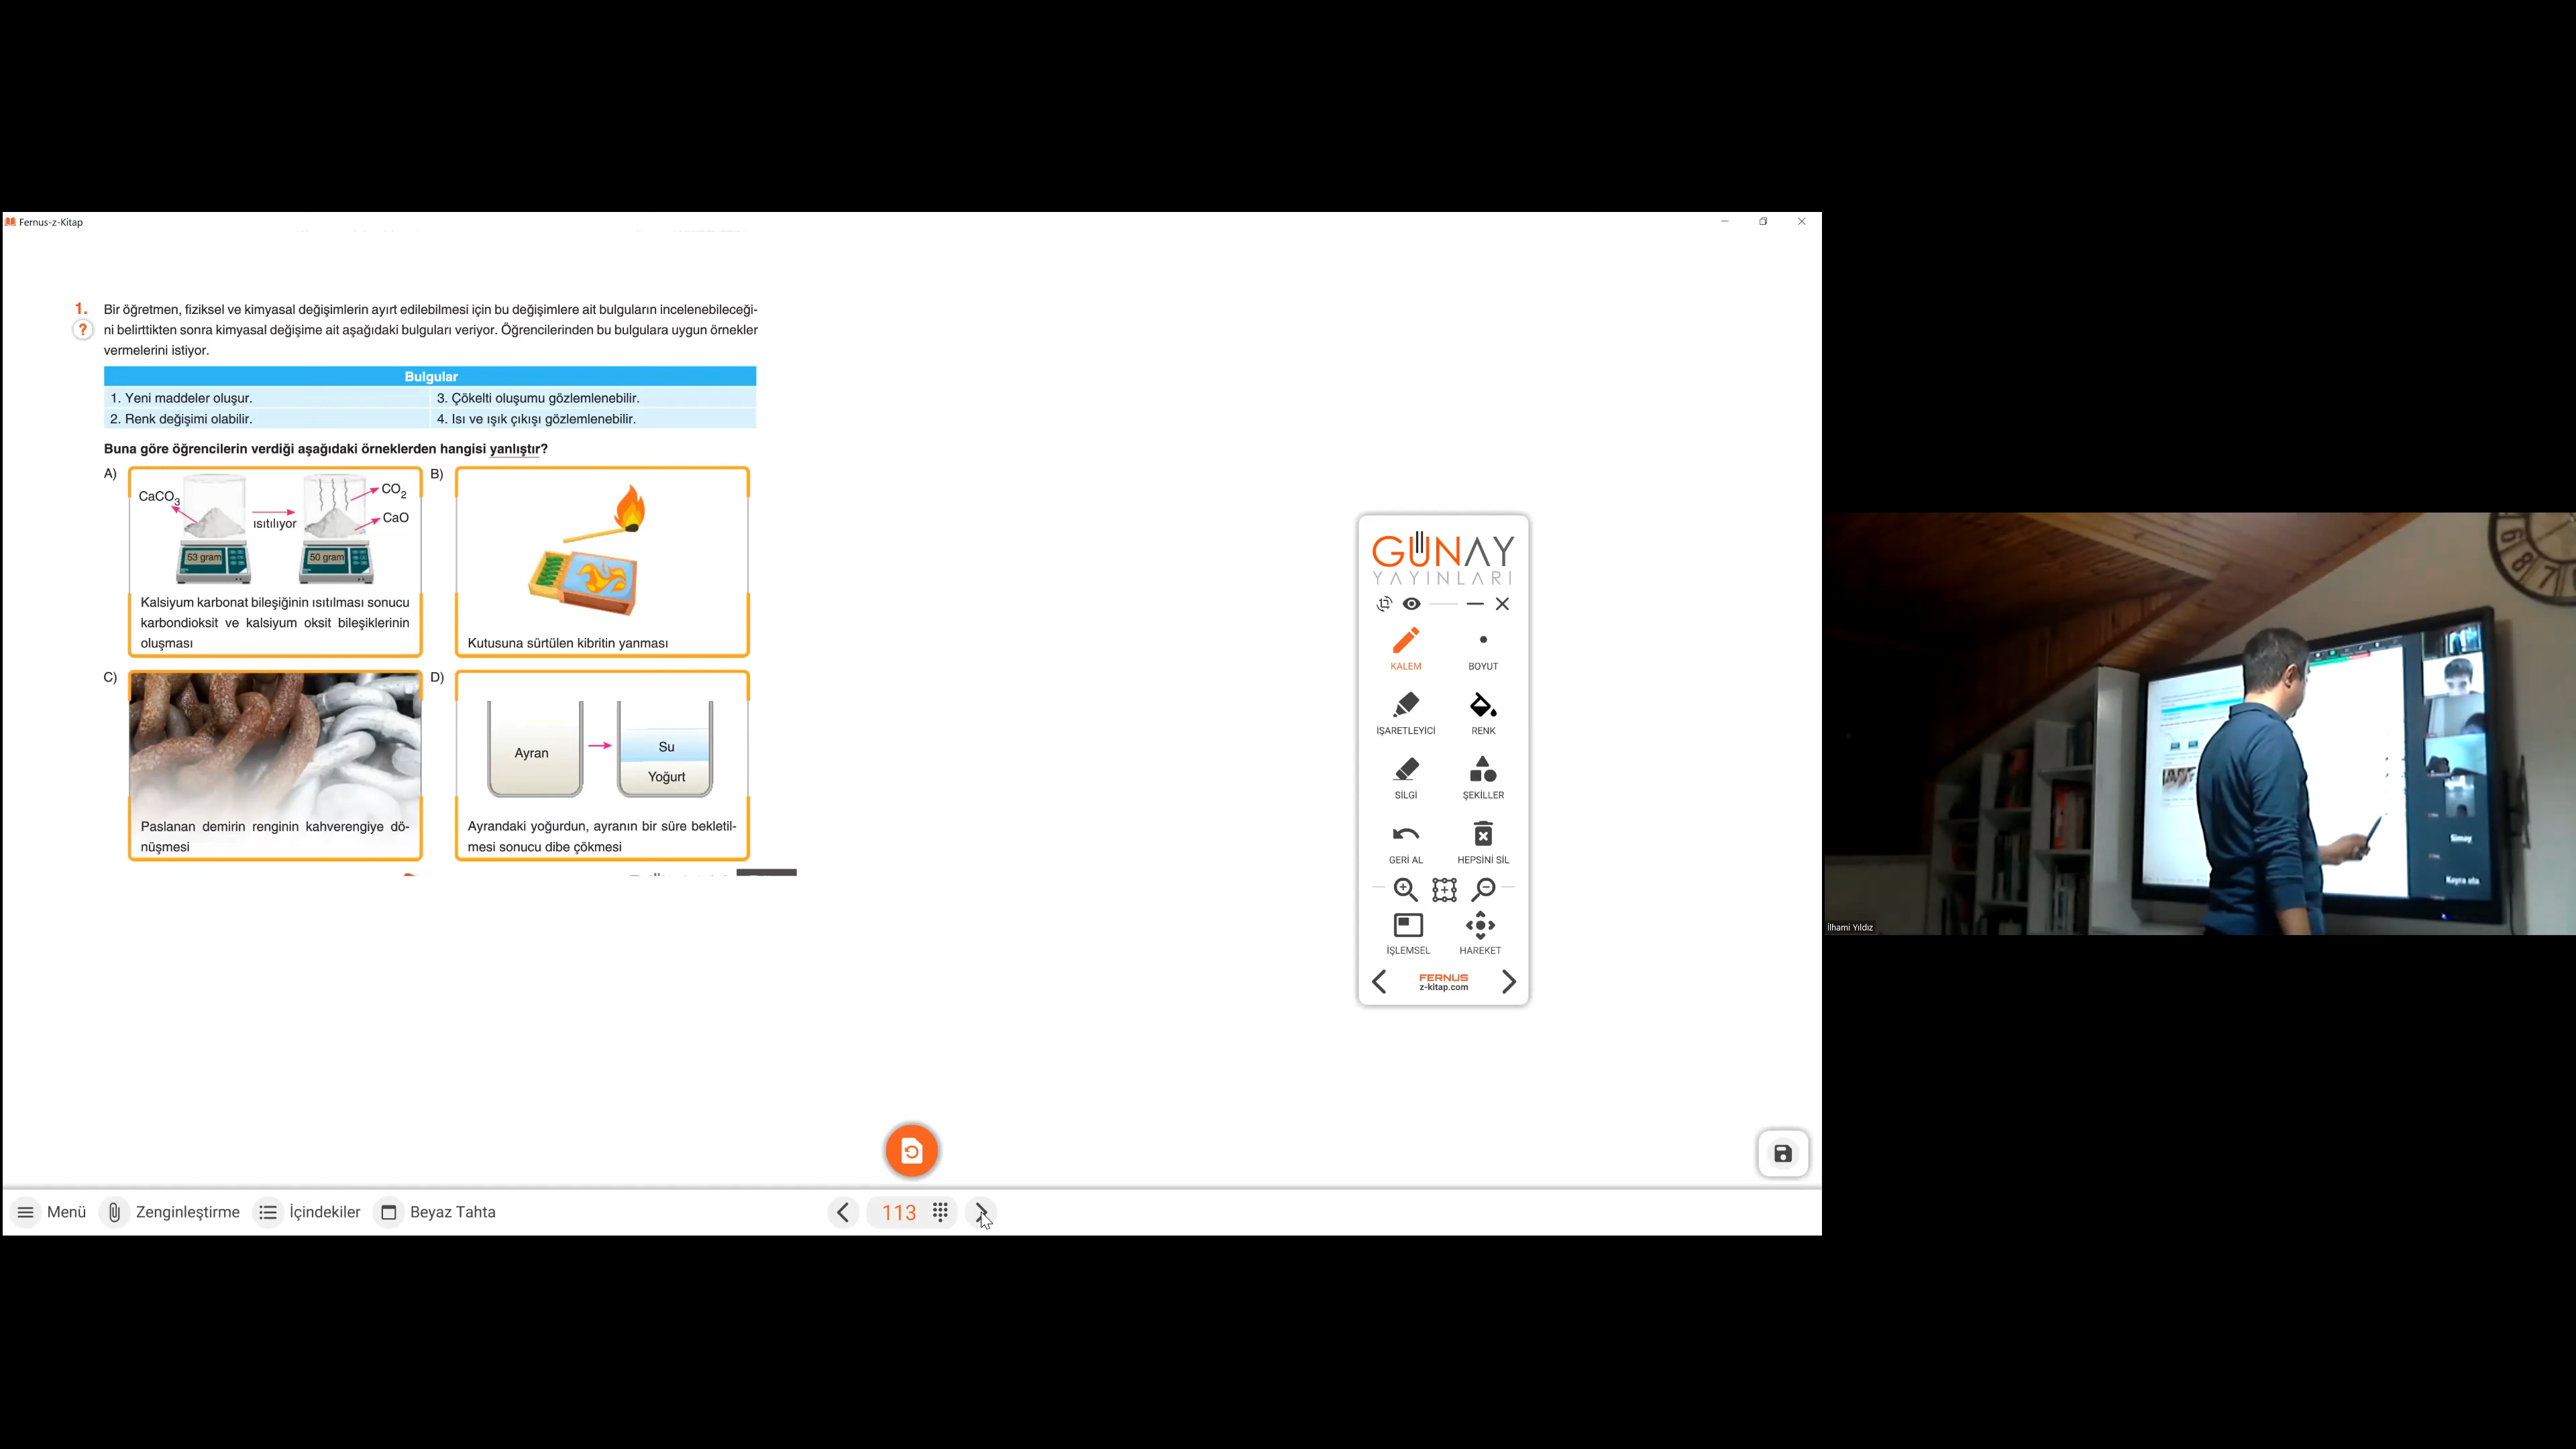 Fernus-z-Kitap
1. Bir öğretmen, fiziksel ve kimyasal değişimlerin ayırt edilebilmesi için bu değişimlere ait bulguların incelenebileceği-
? ni belirttikten sonra kimyasal değişime ait aşağıdaki bulguları veriyor. Öğrencilerinden bu bulgulara uygun örnekler
vermelerini istiyor.
Bulgular
1. Yeni maddeler oluşur.
3. Çökelti oluşumu gözlemlenebilir.
2. Renk değişimi olabilir.
4. Isı ve ışık çıkışı gözlemlenebilir.
Buna göre öğrencilerin verdiği aşağıdaki örneklerden hangisi yanlıştır?
A)
CaCO3
ısıtılıyor
CO2
CaO
53 gram
50 gram
Kalsiyum karbonat bileşiğinin ısıtılması sonucu
karbondioksit ve kalsiyum oksit bileşiklerinin
oluşması
B)
Kutusuna sürtülen kibritin yanması
C)
Paslanan demirin renginin kahverengiye dö-
nüşmesi
D)
Ayran
Su
Yoğurt
Ayrandaki yoğurdun, ayranın bir süre bekletil-
mesi sonucu dibe çökmesi
GÜNAY
YAYINLARI
KALEM
BOYUT
İŞARETLEYİCİ
RENK
SİLGİ
ŞEKİLLER
GERİ AL
HEPSİNİ SİL
İŞLEMSEL
HAREKET
FERNUS
z-kitap.com
Menü
Zenginleştirme
İçindekiler
Beyaz Tahta
113
İlhami Yıldız
Simay
Kayra ata